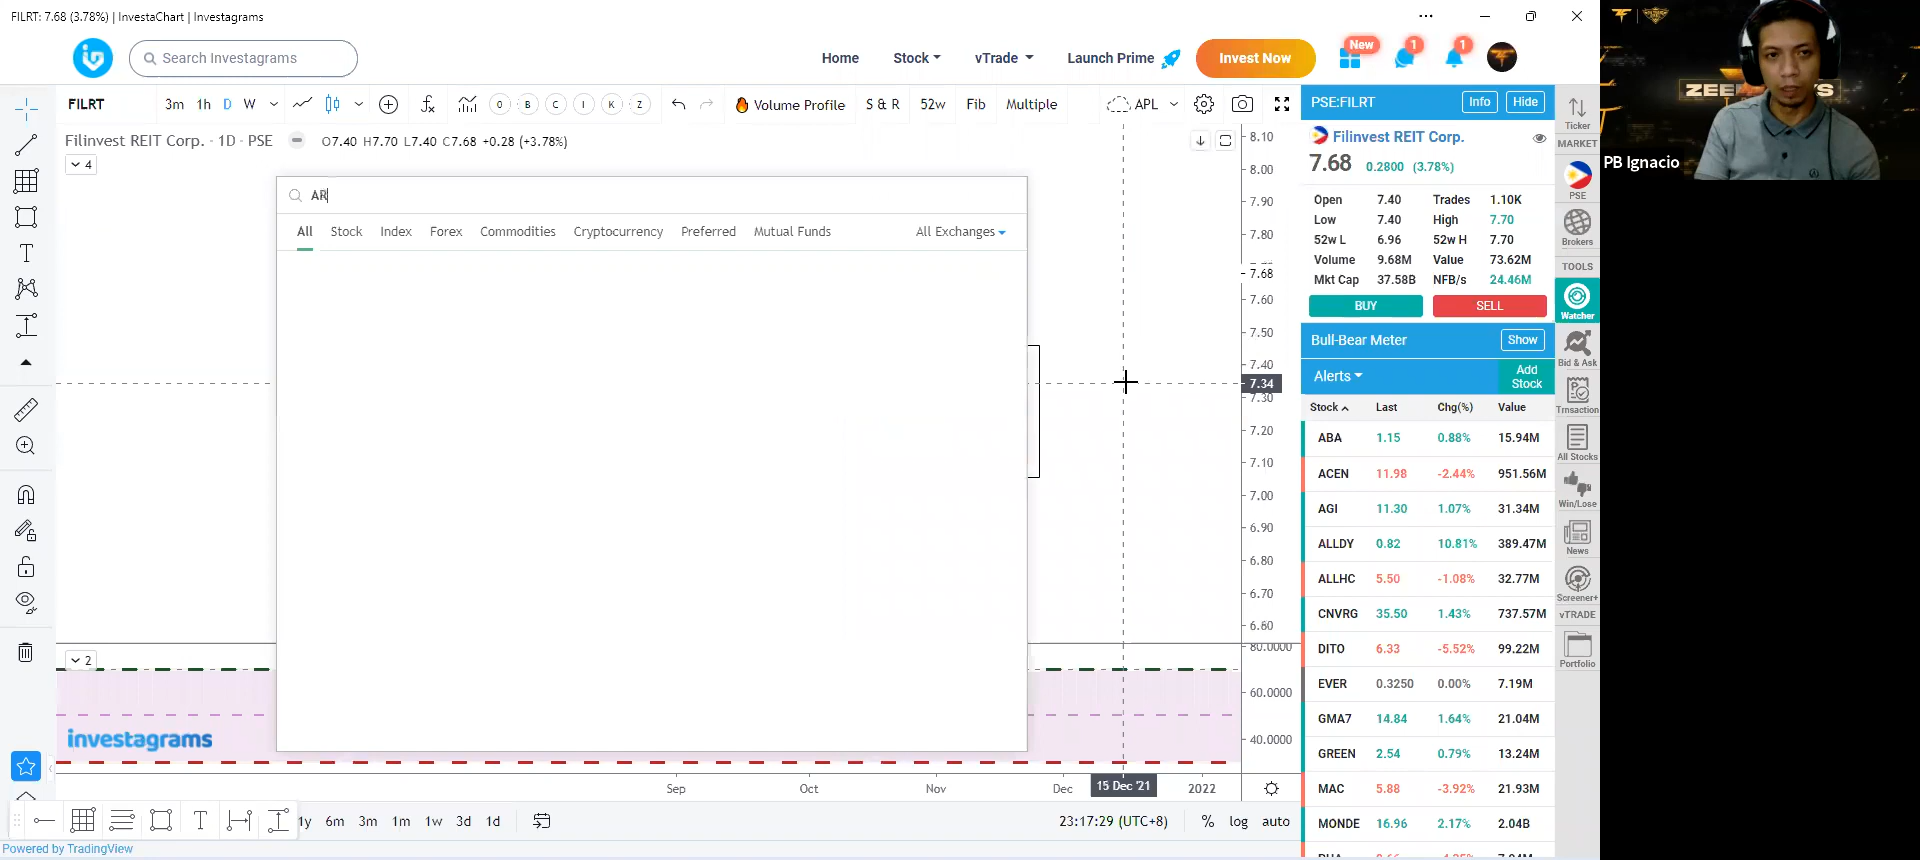 FILRT: 7.68 (3.78%) | InvestaChart | Investagrams
Search Investagrams
Home
Stock
vTrade
Launch Prime
Invest Now
New
1
1
FILRT
3m 1h D W
O B C I K Z
Volume Profile
S & R
52w
Fib
Multiple
APL
Filinvest REIT Corp. · 1D · PSE
O7.40 H7.70 L7.40 C7.68 +0.28 (+3.78%)
4
AR
All Stock Index Forex Commodities Cryptocurrency Preferred Mutual Funds All Exchanges
8.10
8.00
7.90
7.80
7.68
7.60
7.50
7.40
7.34
7.30
7.20
7.10
7.00
6.90
6.80
6.70
6.60
80.0000
60.0000
40.0000
2
investagrams
Sep Oct Nov Dec 15 Dec '21 2022
1y 6m 3m 1m 1w 3d 1d
23:17:29 (UTC+8) % log auto
Powered by TradingView
PSE:FILRT Info Hide
Filinvest REIT Corp.
7.68 0.2800 (3.78%)
Open 7.40 Trades 1.10K
Low 7.40 High 7.70
52w L 6.96 52w H 7.70
Volume 9.68M Value 73.62M
Mkt Cap 37.58B NFB/s 24.46M
BUY SELL
Bull-Bear Meter Show
Alerts Add Stock
Stock Last Chg(%) Value
ABA 1.15 0.88% 15.94M
ACEN 11.98 -2.44% 951.56M
AGI 11.30 1.07% 31.34M
ALLDY 0.82 10.81% 389.47M
ALLHC 5.50 -1.08% 32.77M
CNVRG 35.50 1.43% 737.57M
DITO 6.33 -5.52% 99.22M
EVER 0.3250 0.00% 7.19M
GMA7 14.84 1.64% 21.04M
GREEN 2.54 0.79% 13.24M
MAC 5.88 -3.92% 21.93M
MONDE 16.96 2.17% 2.04B
Ticker
MARKET
PSE
Brokers
TOOLS
Watcher
Bid & Ask
Trnsaction
All Stocks
Win/Lose
News
Screener+
vTRADE
Portfolio
PB Ignacio